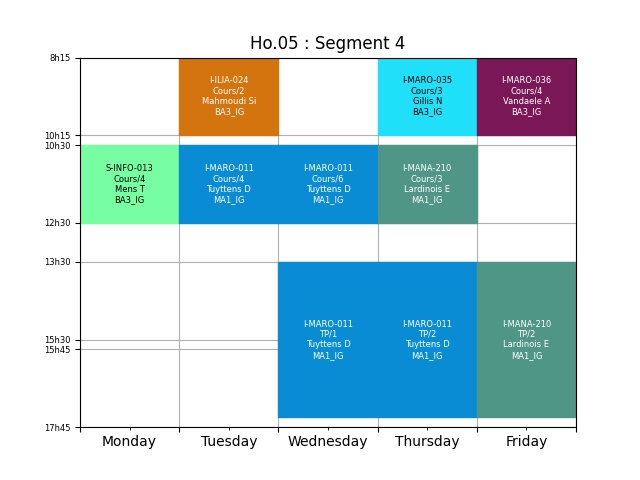 Ho.05 : Segment 4
8h15
I-ILIA-024
Cours/2
Mahmoudi Si
BA3_IG
I-MARO-035
Cours/3
Gillis N
BA3_IG
I-MARO-036
Cours/4
Vandaele A
BA3_IG
10h15
10h30
S-INFO-013
Cours/4
Mens T
BA3_IG
I-MARO-011
Cours/4
Tuyttens D
MA1_IG
I-MARO-011
Cours/6
Tuyttens D
MA1_IG
I-MANA-210
Cours/3
Lardinois E
MA1_IG
12h30
13h30
I-MARO-011
TP/1
Tuyttens D
MA1_IG
I-MARO-011
TP/2
Tuyttens D
MA1_IG
I-MANA-210
TP/2
Lardinois E
MA1_IG
15h30
15h45
17h45
Monday
Tuesday
Wednesday
Thursday
Friday